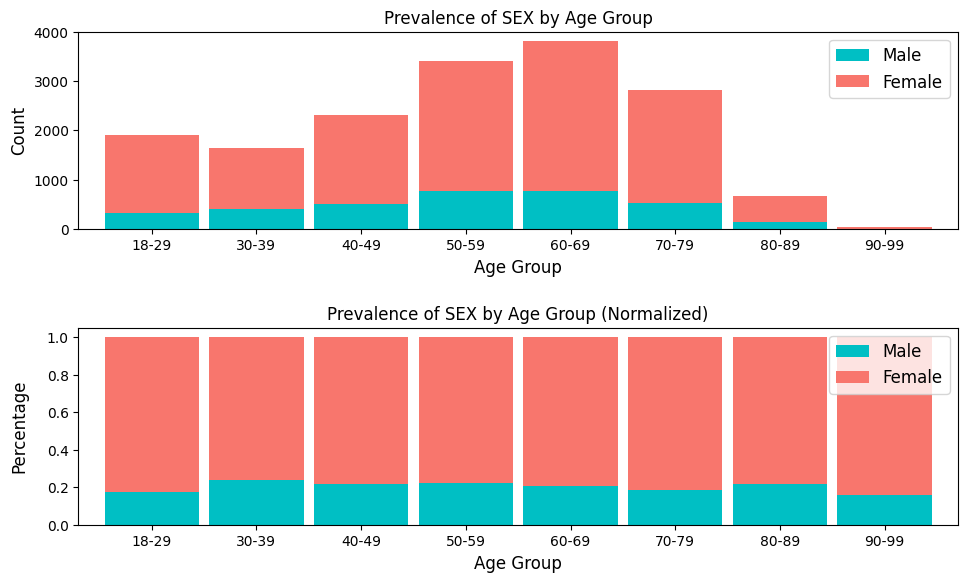 Prevalence of SEX by Age Group
Count
4000
3000
2000
1000
0
Male
Female
18-29 30-39 40-49 50-59 60-69 70-79 80-89 90-99
Age Group
Prevalence of SEX by Age Group (Normalized)
Percentage
1.0
0.8
0.6
0.4
0.2
0.0
Male
Female
18-29 30-39 40-49 50-59 60-69 70-79 80-89 90-99
Age Group